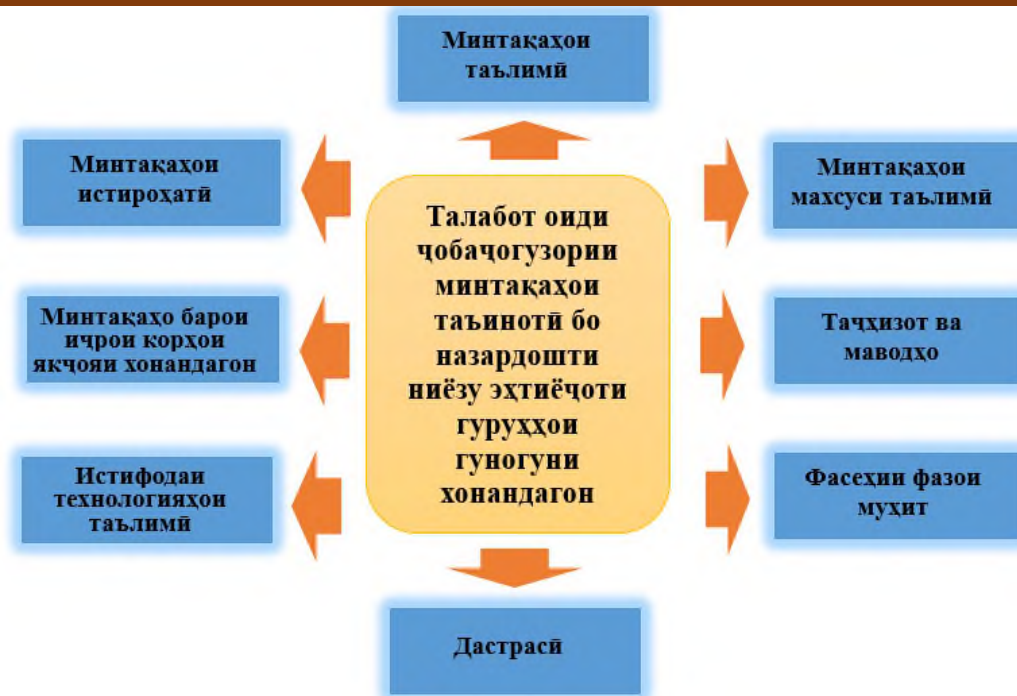 Минтақаҳои
таълимӣ
Минтақаҳои
истироҳатӣ
Минтақаҳои
махсуси таълимӣ
Талабот оиди
ҷобаҷогузории
минтақаҳои
таъинотӣ бо
назардошти
ниёзу эҳтиёҷоти
гуруҳҳои
гуногуни
хонандагон
Минтақаҳо барои
иҷрои корҳои
якҷояи хонандагон
Таҷҳизот ва
маводҳо
Истифодаи
технологияҳои
таълимӣ
Фасеҳии фазои
муҳит
Дастрасӣ